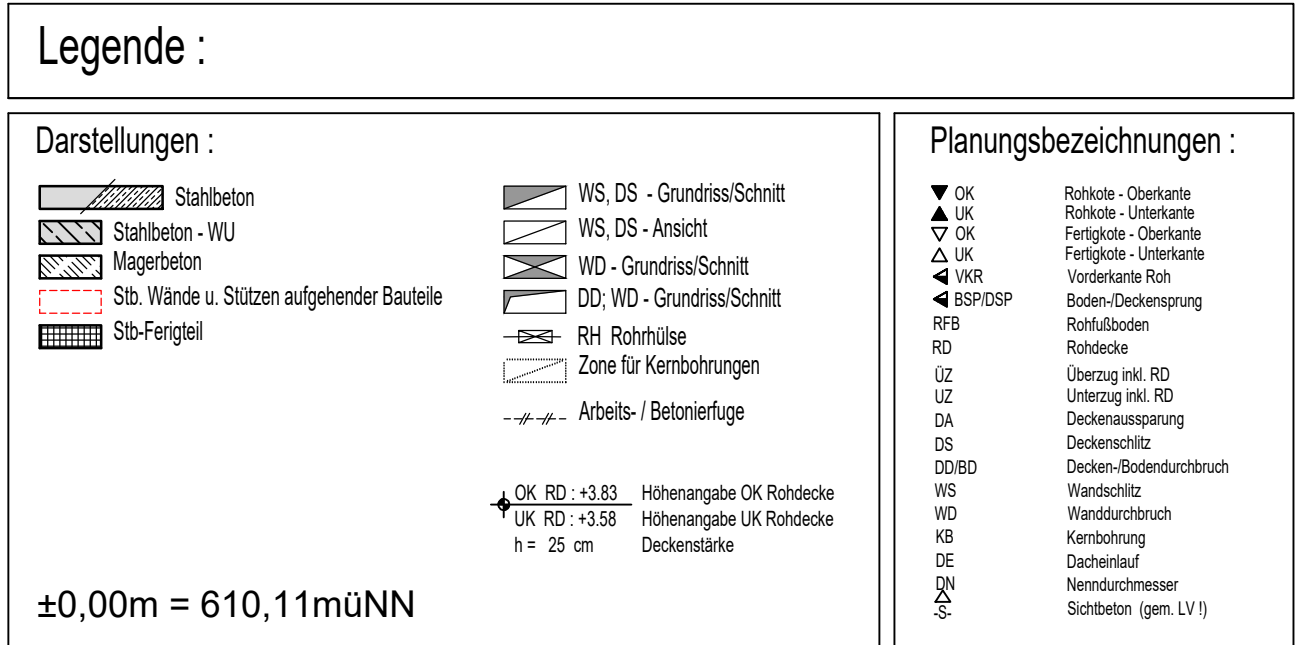 Legende :
Darstellungen :
Stahlbeton
Stahlbeton - WU
Magerbeton
Stb. Wände u. Stützen aufgehender Bauteile
Stb-Ferigteil
WS, DS - Grundriss/Schnitt
WS, DS - Ansicht
WD - Grundriss/Schnitt
DD; WD - Grundriss/Schnitt
RH Rohrhülse
Zone für Kernbohrungen
Arbeits- / Betonierfuge
OK RD : +3.83 Höhenangabe OK Rohdecke
UK RD : +3.58 Höhenangabe UK Rohdecke
h = 25 cm Deckenstärke
±0,00m = 610,11müNN
Planungsbezeichnungen :
OK Rohkote - Oberkante
UK Rohkote - Unterkante
OK Fertigkote - Oberkante
UK Fertigkote - Unterkante
VKR Vorderkante Roh
BSP/DSP Boden-/Deckensprung
RFB Rohfußboden
RD Rohdecke
ÜZ Überzug inkl. RD
UZ Unterzug inkl. RD
DA Deckenaussparung
DS Deckenschlitz
DD/BD Decken-/Bodendurchbruch
WS Wandschlitz
WD Wanddurchbruch
KB Kernbohrung
DE Dacheinlauf
DN Nenndurchmesser
-S- Sichtbeton (gem. LV !)